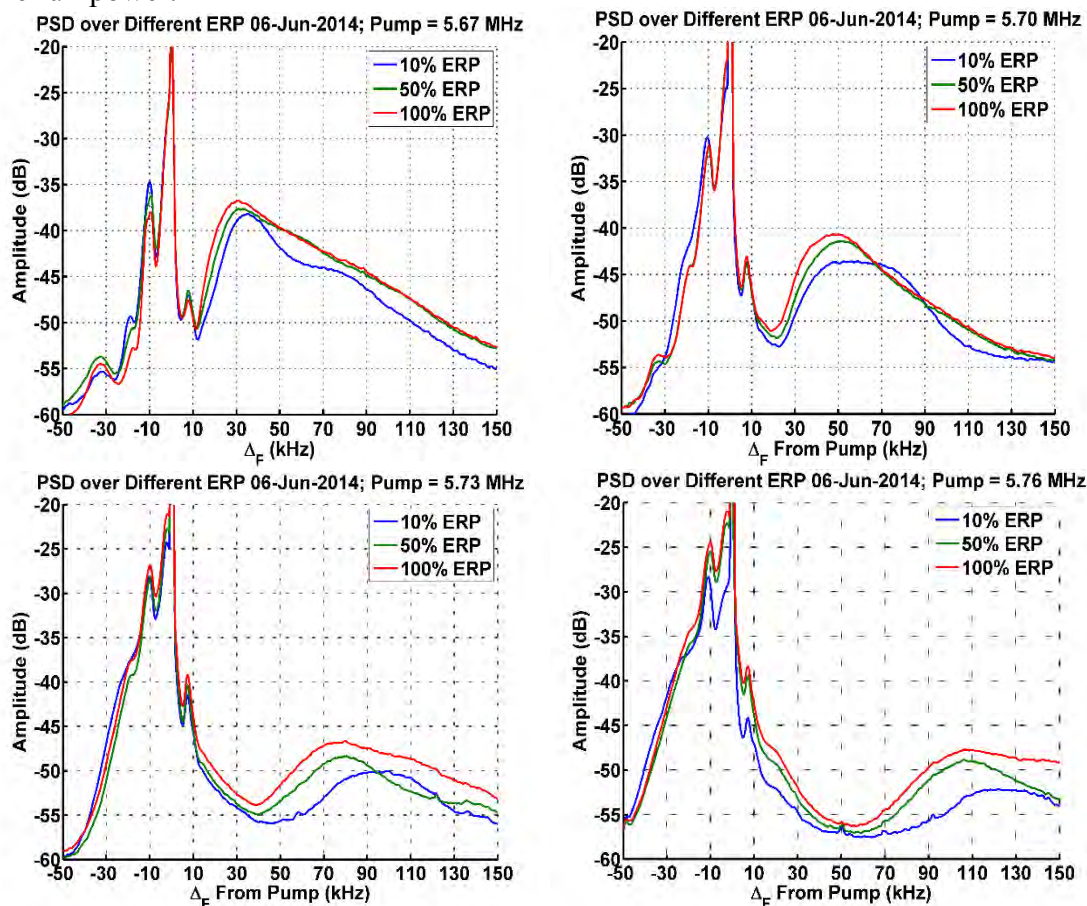 PSD over Different ERP 06-Jun-2014; Pump = 5.67 MHz
-20
-25
-30
-35
-40
-45
-50
-55
-60
Amplitude (dB)
10% ERP
50% ERP
100% ERP
-50 -30 -10 10 30 50 70 90 110 130 150
ΔF (kHz)
PSD over Different ERP 06-Jun-2014; Pump = 5.70
-20
-25
-30
-35
-40
-45
-50
-55
-60
Amplitude (dB)
10% ERP
50% ERP
100% ERP
-50 -30 -10 10 30 50 70 90 110 130 150
ΔF From Pump (kHz)
PSD over Different ERP 06-Jun-2014; Pump = 5.73 MHz
-20
-25
-30
-35
-40
-45
-50
-55
-60
Amplitude (dB)
10% ERP
50% ERP
100% ERP
-50 -30 -10 10 30 50 70 90 110 130 150
ΔF From Pump (kHz)
PSD over Different ERP 06-Jun-2014; Pump = 5.76 MHz
-20
-25
-30
-35
-40
-45
-50
-55
-60
Amplitude (dB)
10% ERP
50% ERP
100% ERP
-50 -30 -10 10 30 50 70 90 110 130 150
ΔF From Pump (kHz)